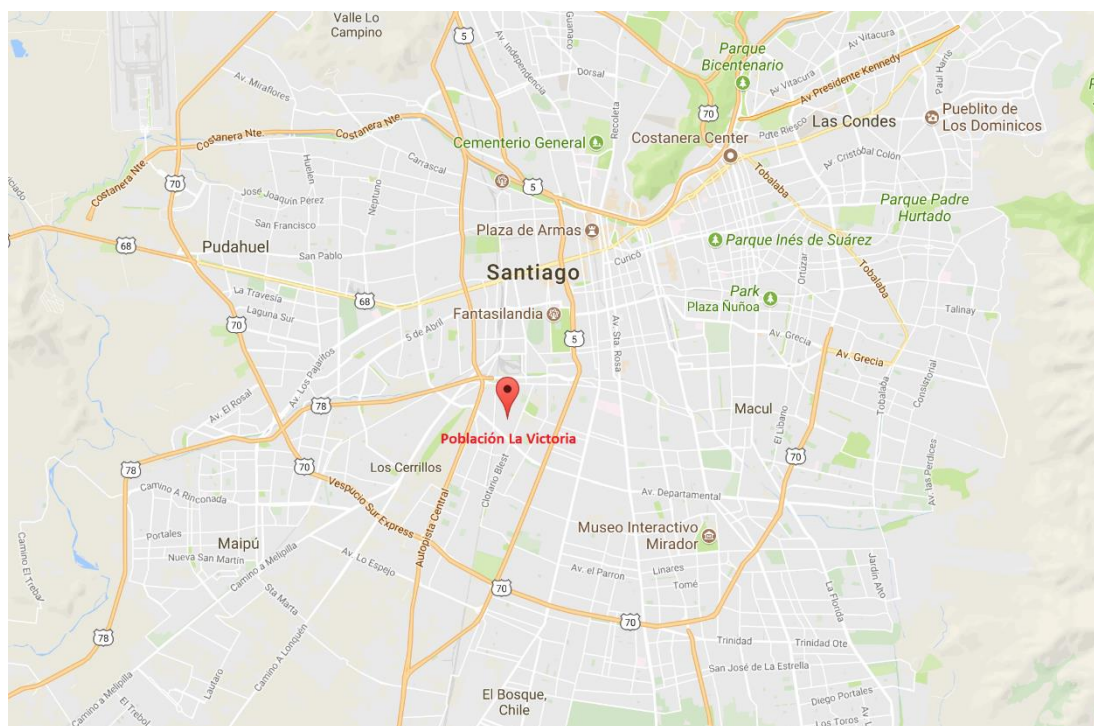 Valle Lo
Campino
5
Guanaco
Av. Independencia
Dorsal
Recoleta
Parque
Bicentenario
Av Vitacura
Av Vitacura
Av Presidente Kennedy
Paul Harris
70
Pueblito de
Los Dominicos
Las Condes
Av. Miraflores
Costanera Nte.
Costanera Nte.
Costanera Nte.
Cementerio General
Costanera Center
Pdte Riesco
Av. Cristóbal Colón
Carrascal
Huelen
Neptuno
70
5
José Joaquín Pérez
San Francisco
Tobalaba
Parque Padre
Hurtado
68
Pudahuel
San Pablo
Plaza de Armas
Curicó
Parque Inés de Suárez
Ortúzar
Tobalaba
Santiago
La Travesía
Laguna Sur
68
Fantasilandia
Park
Plaza Ñuñoa
Talinay
70
5 de Abril
5
Av. Sta. Rosa
Av. Grecia
Av. Grecia
Av. Los Pajaritos
Av. El Rosal
78
Población La Victoria
Macul
El Líbano
Tobalaba
Consistorial
78
70
Los Cerrillos
Clotario Blest
70
Av. Las Perdices
Camino A Rinconada
Vespucio Sur Express
Autopista Central
Av. Departamental
Portales
Maipú
Nueva San Martín
Camino a Melipilla
Av. Lo Espejo
Museo Interactivo
Mirador
Camino El Trebal
Av. el Parron
Linares
Tomé
Jardín Alto
Sta Marta
70
70
La Florida
78
Camino A Lonquén
Trinidad
Trinidad Ote
San José de La Estrella
Lautaro
Camino a Melipilla
El Trebol
El Bosque,
Chile
Diego Portales
Los Toros